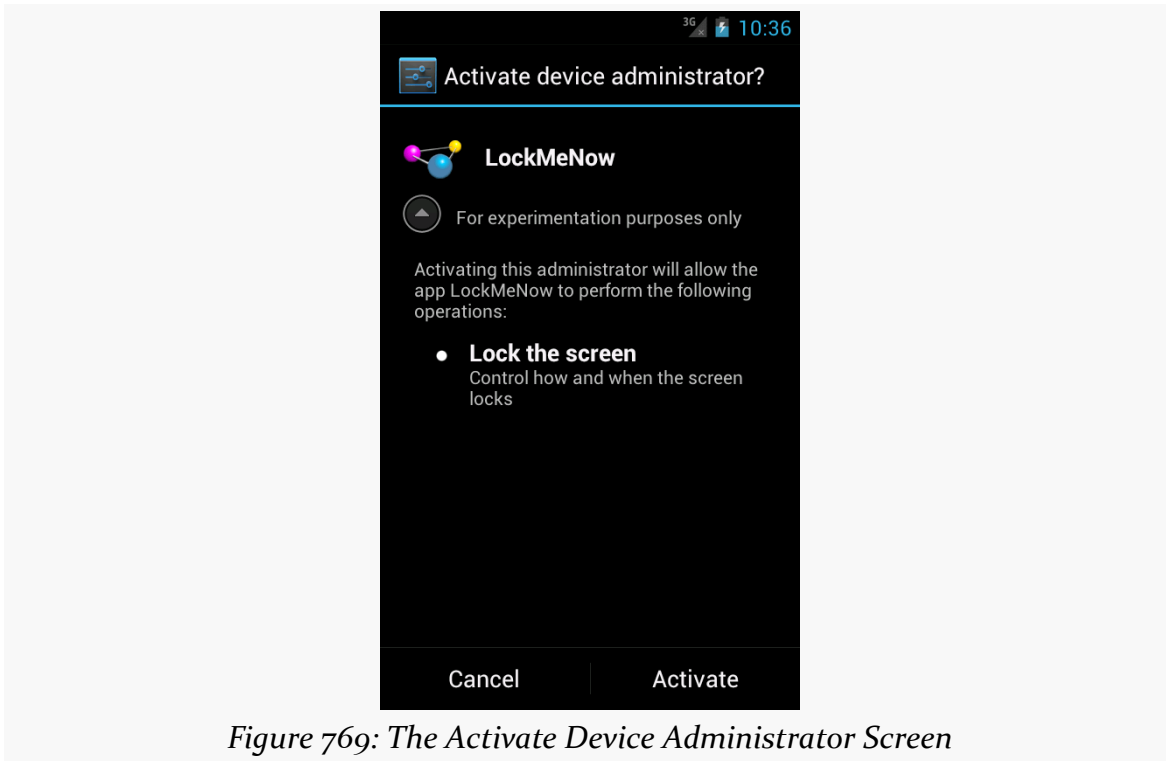 3G
10:36
Activate device administrator?
LockMeNow
For experimentation purposes only
Activating this administrator will allow the
app LockMeNow to perform the following
operations:
Lock the screen
Control how and when the screen
locks
Cancel
Activate
Figure 769: The Activate Device Administrator Screen